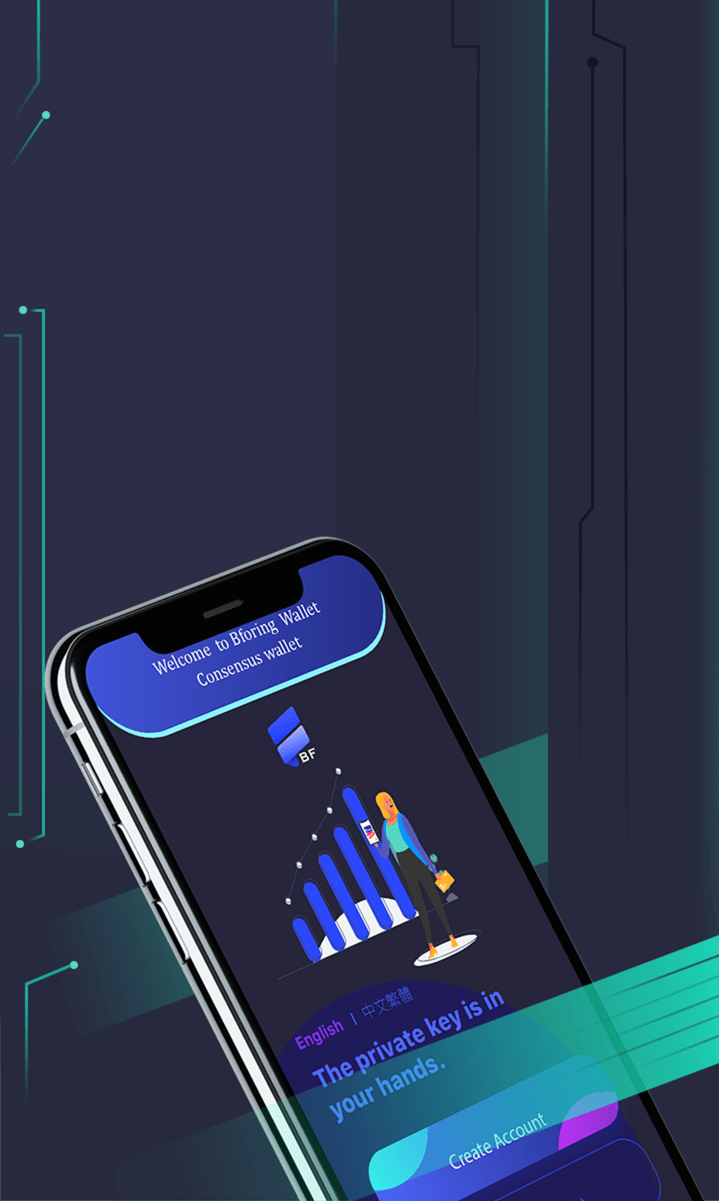 Welcome to Bforing Wallet
Consensus wallet
BF
English | 中文繁體
The private key is in
your hands.
Create Account